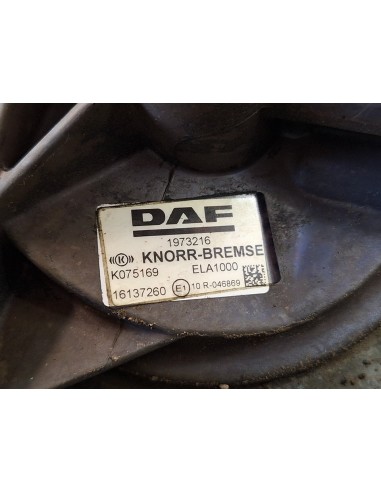 DAF
1973216
KNORR-BREMSE
K075169 ELA1000
16137260 E1 10 R-046869